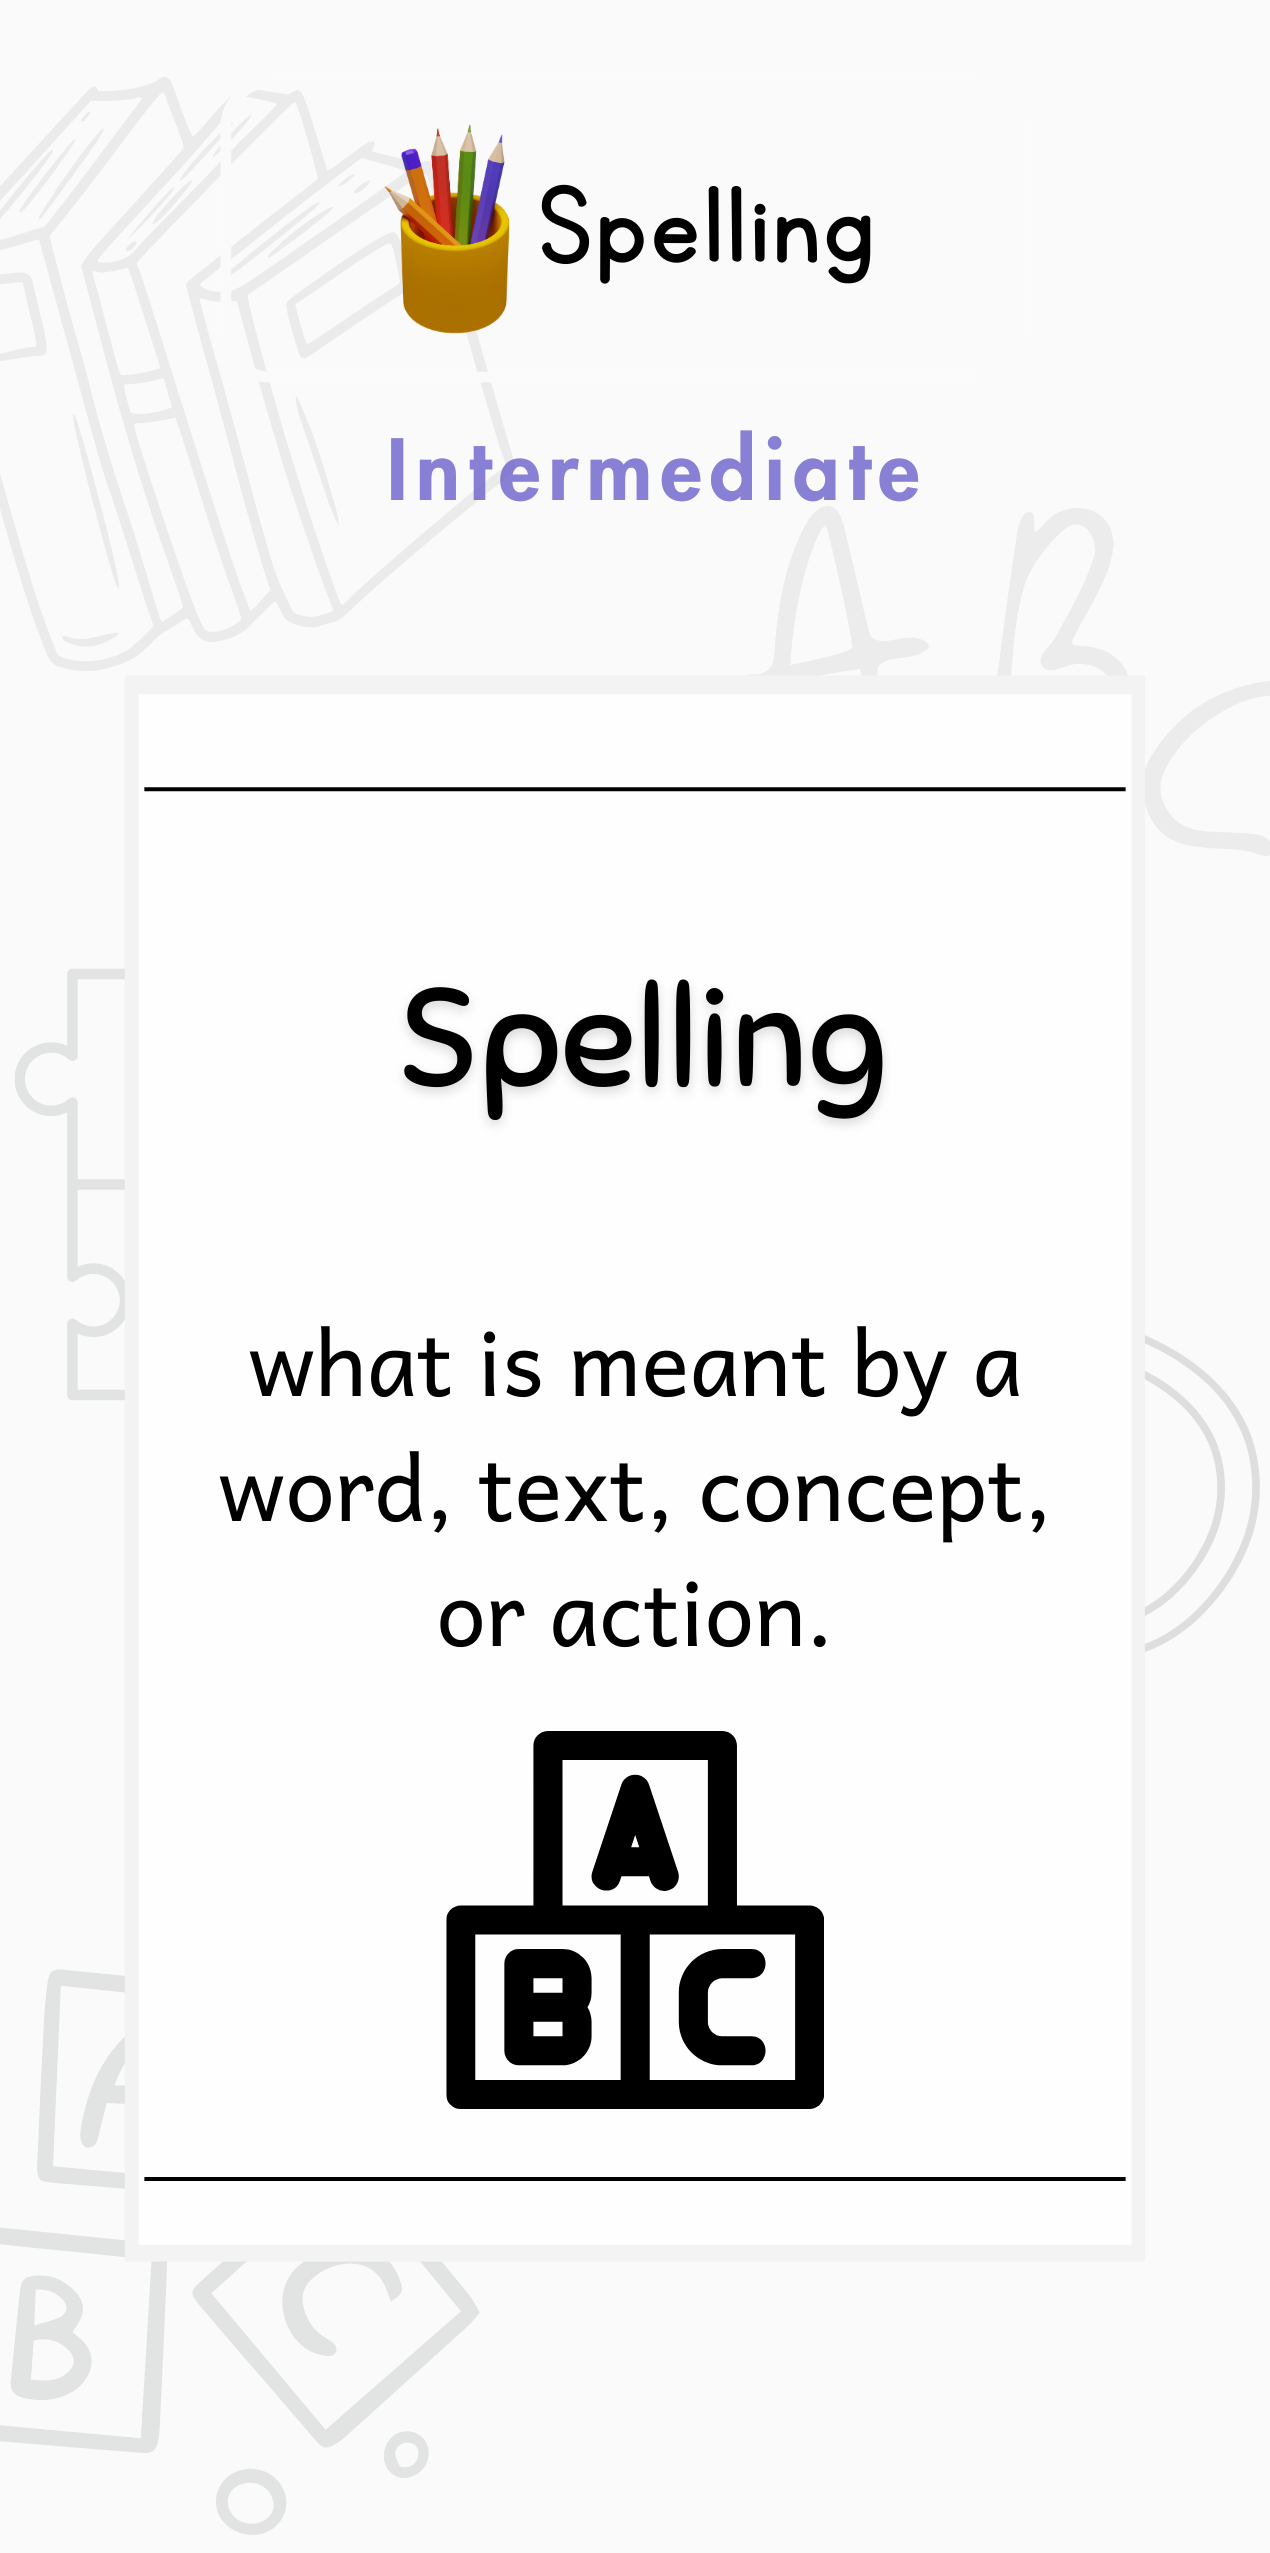 Spelling
Intermediate
A B
Spelling
what is meant by a
word, text, concept,
or action.
A
B C
A
B C